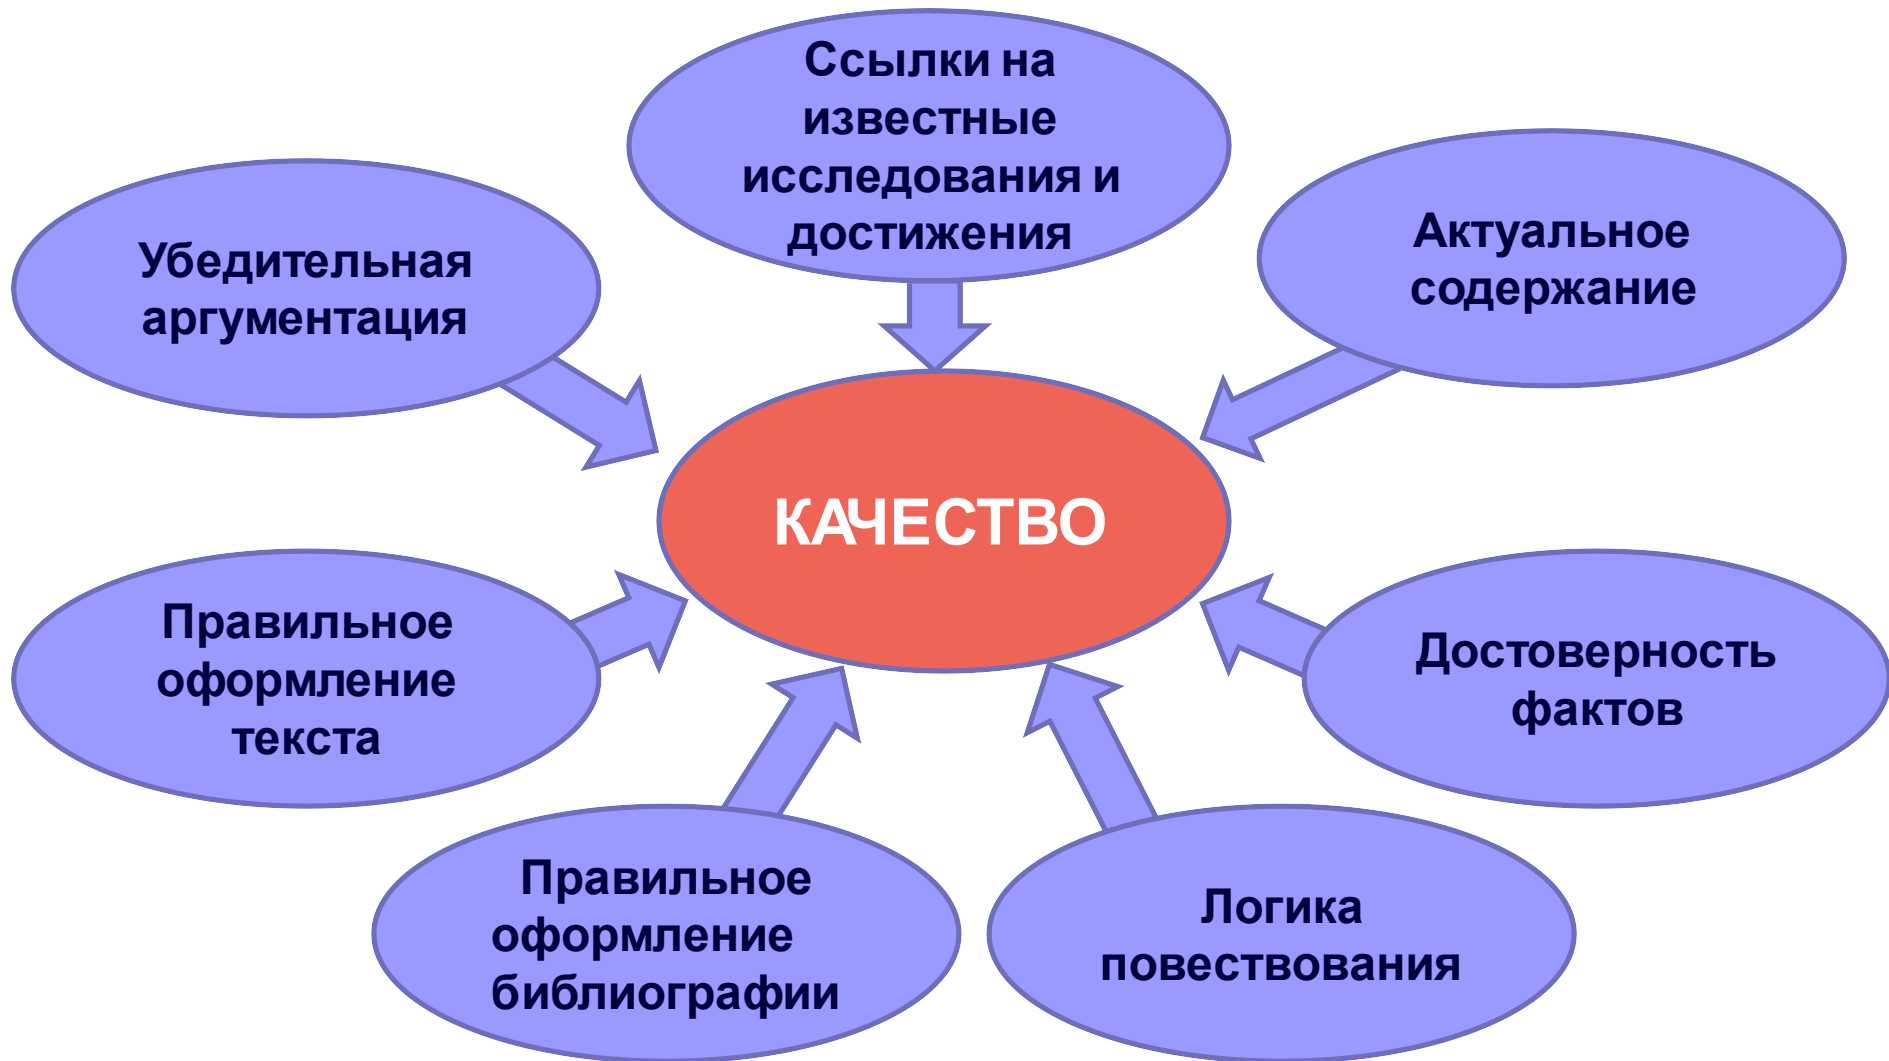 Ссылки на
известные
исследования и
достижения
Убедительная
аргументация
Актуальное
содержание
КАЧЕСТВО
Правильное
оформление
текста
Достоверность
фактов
Правильное
оформление
библиографии
Логика
повествования